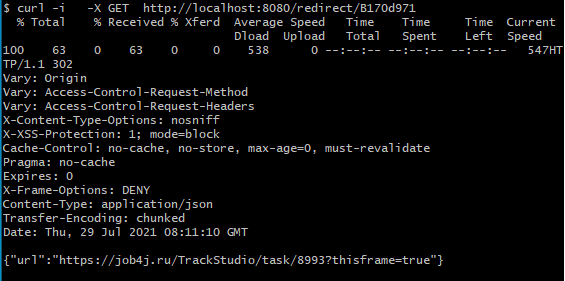 $ curl -i   -X GET  http://localhost:8080/redirect/B170d971
  % Total    % Received % Xferd  Average Speed   Time    Time     Time  Current
                                 Dload  Upload   Total   Spent    Left  Speed
100    63    0    63    0     0    538      0 --:--:-- --:--:-- --:--:--   547HT
TP/1.1 302
Vary: Origin
Vary: Access-Control-Request-Method
Vary: Access-Control-Request-Headers
X-Content-Type-Options: nosniff
X-XSS-Protection: 1; mode=block
Cache-Control: no-cache, no-store, max-age=0, must-revalidate
Pragma: no-cache
Expires: 0
X-Frame-Options: DENY
Content-Type: application/json
Transfer-Encoding: chunked
Date: Thu, 29 Jul 2021 08:11:10 GMT

{"url":"https://job4j.ru/TrackStudio/task/8993?thisframe=true"}